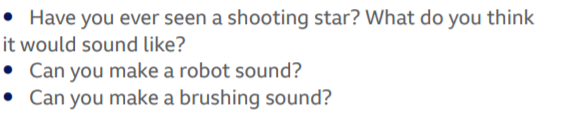 • Have you ever seen a shooting star? What do you think
it would sound like?
• Can you make a robot sound?
• Can you make a brushing sound?